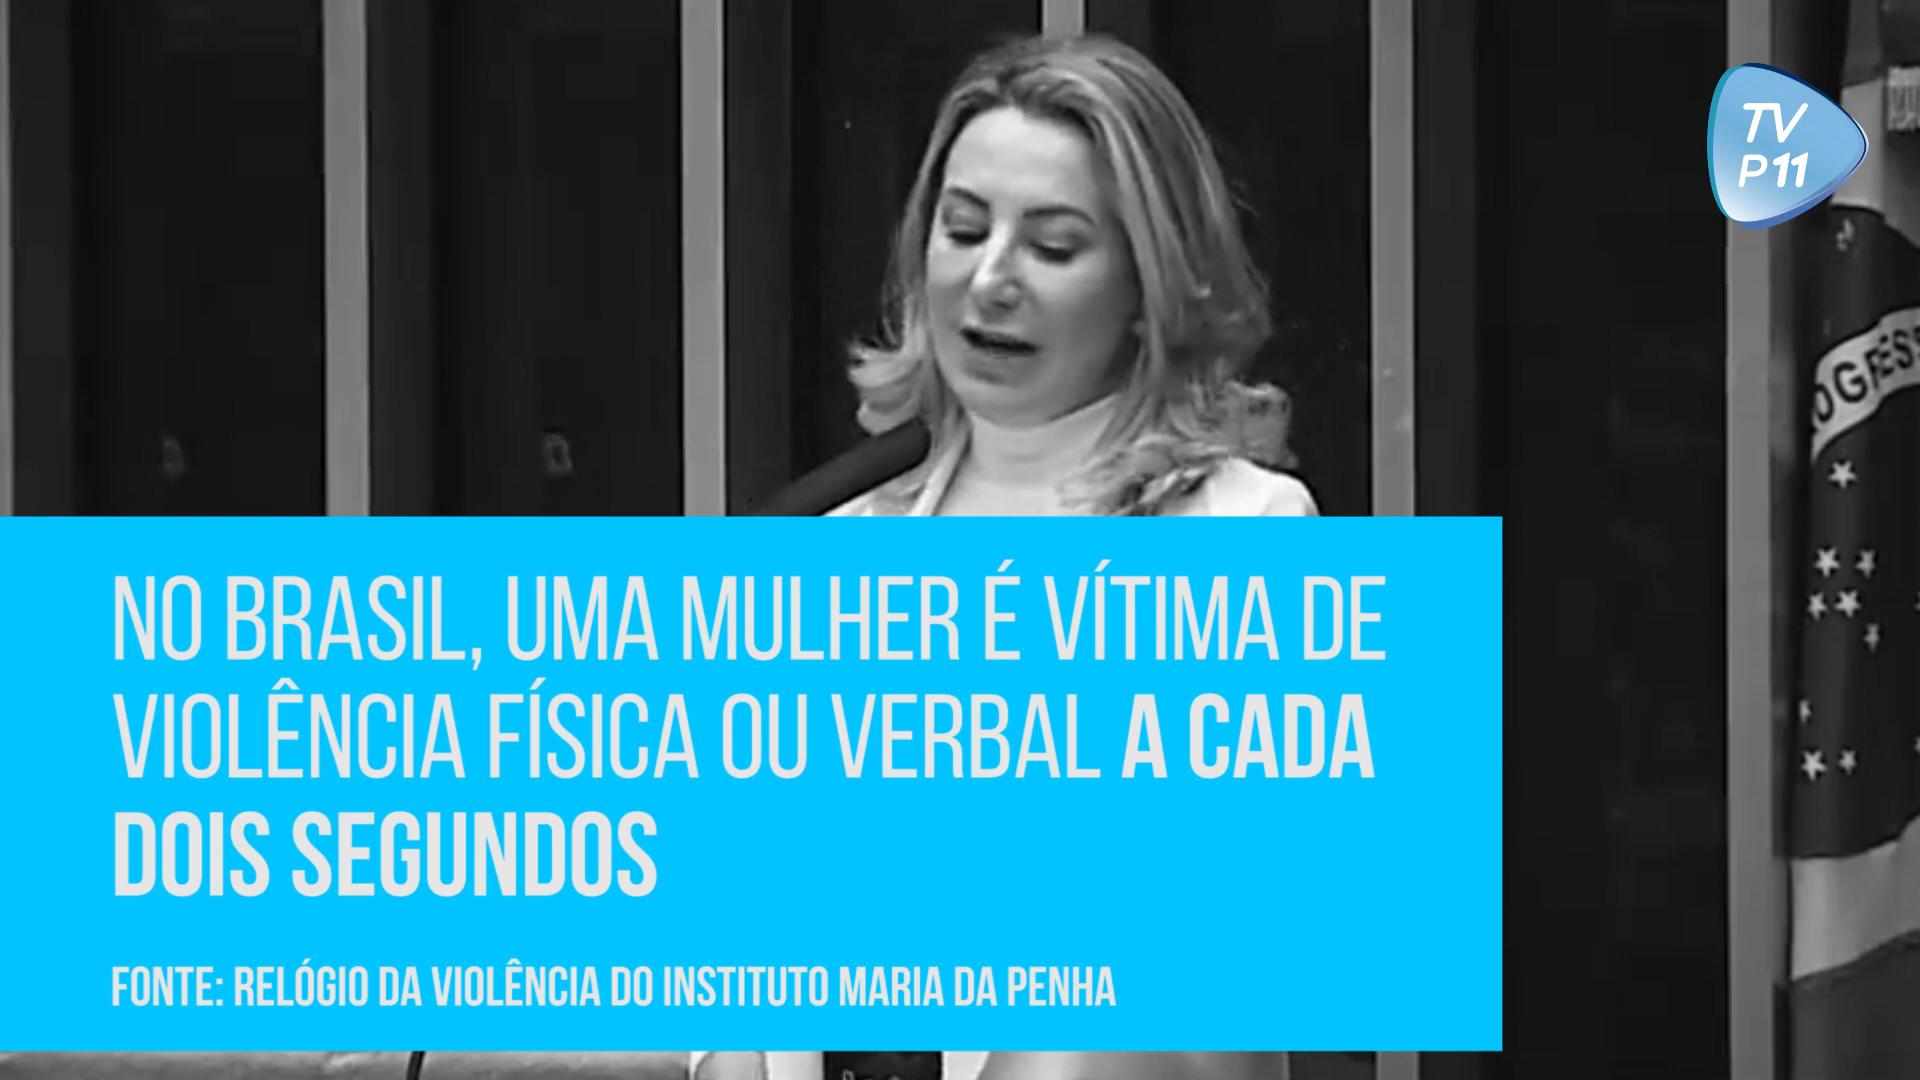 TV
P11
OGRESS
NO BRASIL, UMA MULHER É VÍTIMA DE
VIOLÊNCIA FÍSICA OU VERBAL A CADA
DOIS SEGUNDOS
FONTE: RELÓGIO DA VIOLÊNCIA DO INSTITUTO MARIA DA PENHA